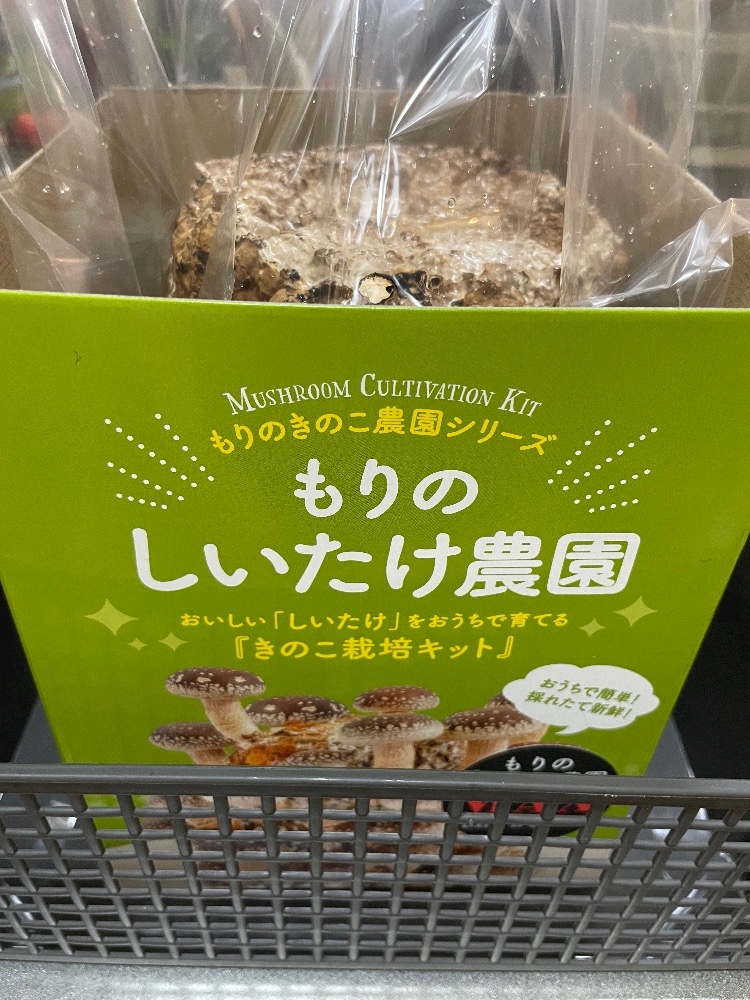 MUSHROOM CULTIVATION KIT
もりのきのこ農園シリーズ
もりの
しいたけ農園
おいしい「しいたけ」をおうちで育てる
『きのこ栽培キット』
おうちで簡単!
採れたて新鮮!
もりの